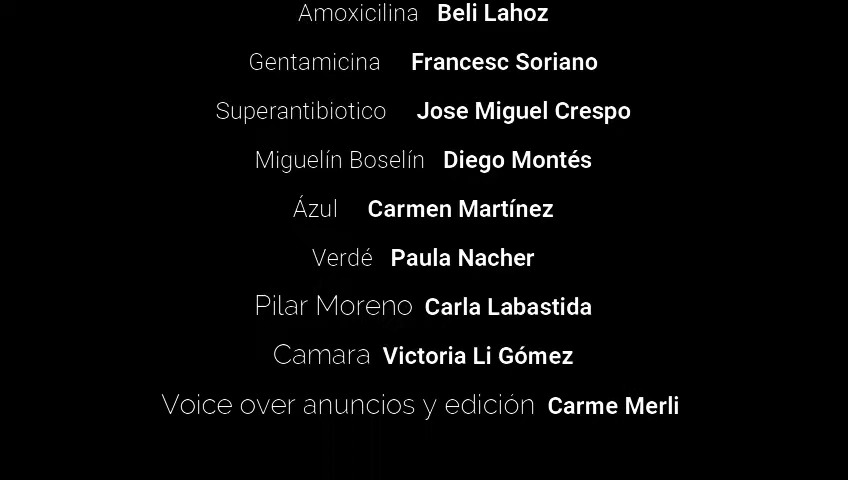 Amoxicilina Beli Lahoz
Gentamicina Francesc Soriano
Superantibiotico Jose Miguel Crespo
Miguelín Boselín Diego Montés
Ázul Carmen Martínez
Verdé Paula Nacher
Pilar Moreno Carla Labastida
Camara Victoria Li Gómez
Voice over anuncios y edición Carme Merli